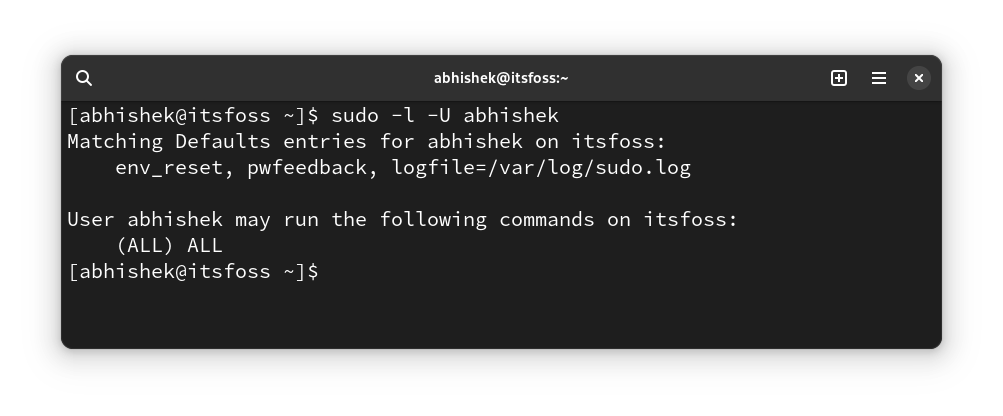 abhishek@itsfoss:~
[abhishek@itsfoss ~]$ sudo -l -U abhishek
Matching Defaults entries for abhishek on itsfoss:
    env_reset, pwfeedback, logfile=/var/log/sudo.log

User abhishek may run the following commands on itsfoss:
    (ALL) ALL
[abhishek@itsfoss ~]$